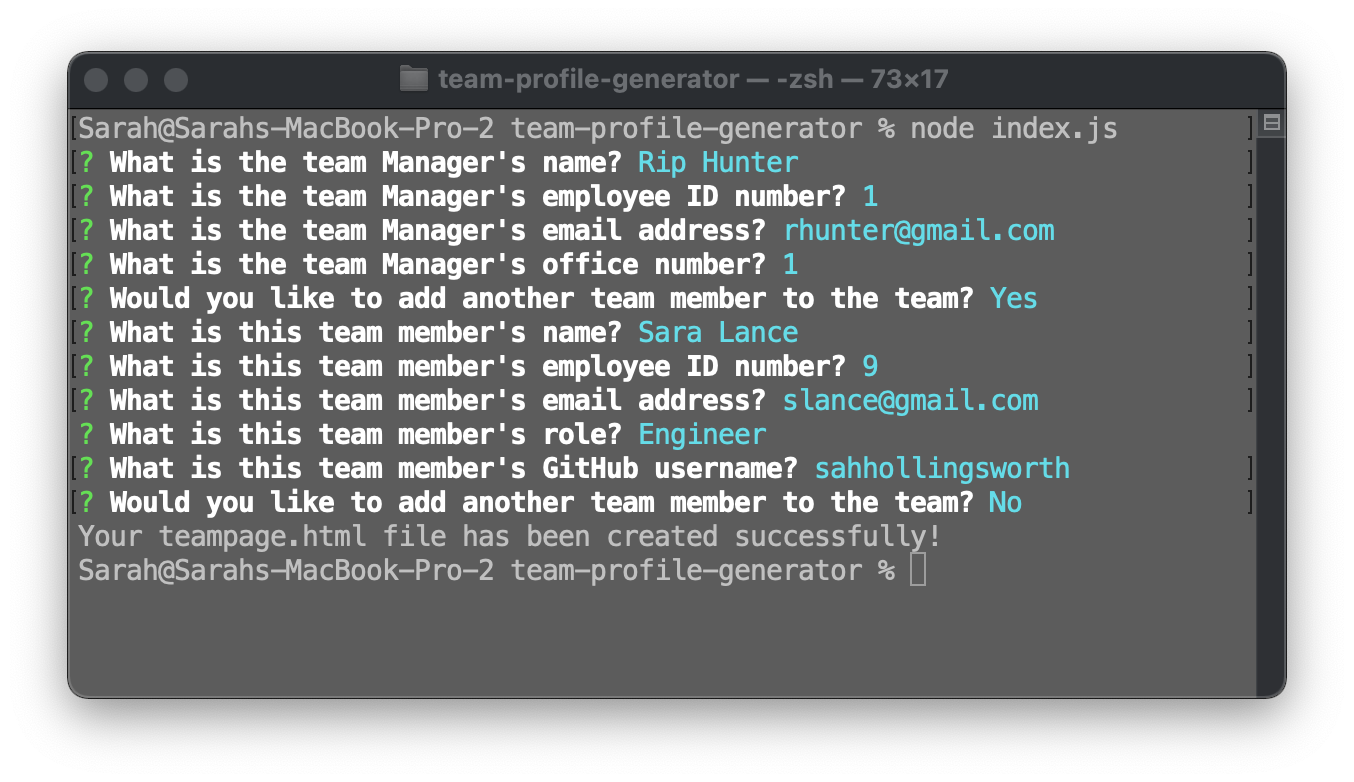 team-profile-generator — -zsh — 73×17
[Sarah@Sarahs-MacBook-Pro-2 team-profile-generator % node index.js ]
[? What is the team Manager's name? Rip Hunter ]
[? What is the team Manager's employee ID number? 1 ]
[? What is the team Manager's email address? rhunter@gmail.com ]
[? What is the team Manager's office number? 1 ]
[? Would you like to add another team member to the team? Yes ]
[? What is this team member's name? Sara Lance ]
[? What is this team member's employee ID number? 9 ]
[? What is this team member's email address? slance@gmail.com ]
? What is this team member's role? Engineer
[? What is this team member's GitHub username? sahhollingsworth ]
[? Would you like to add another team member to the team? No ]
Your teampage.html file has been created successfully!
Sarah@Sarahs-MacBook-Pro-2 team-profile-generator %